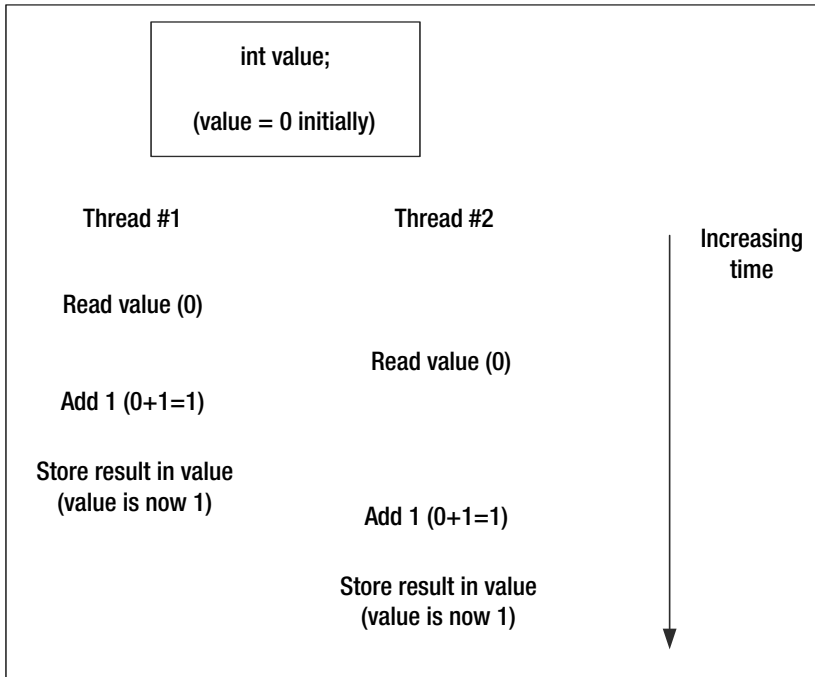 int value;
(value = 0 initially)
Thread #1
Thread #2
Increasing
time
Read value (0)
Read value (0)
Add 1 (0+1=1)
Store result in value
(value is now 1)
Add 1 (0+1=1)
Store result in value
(value is now 1)